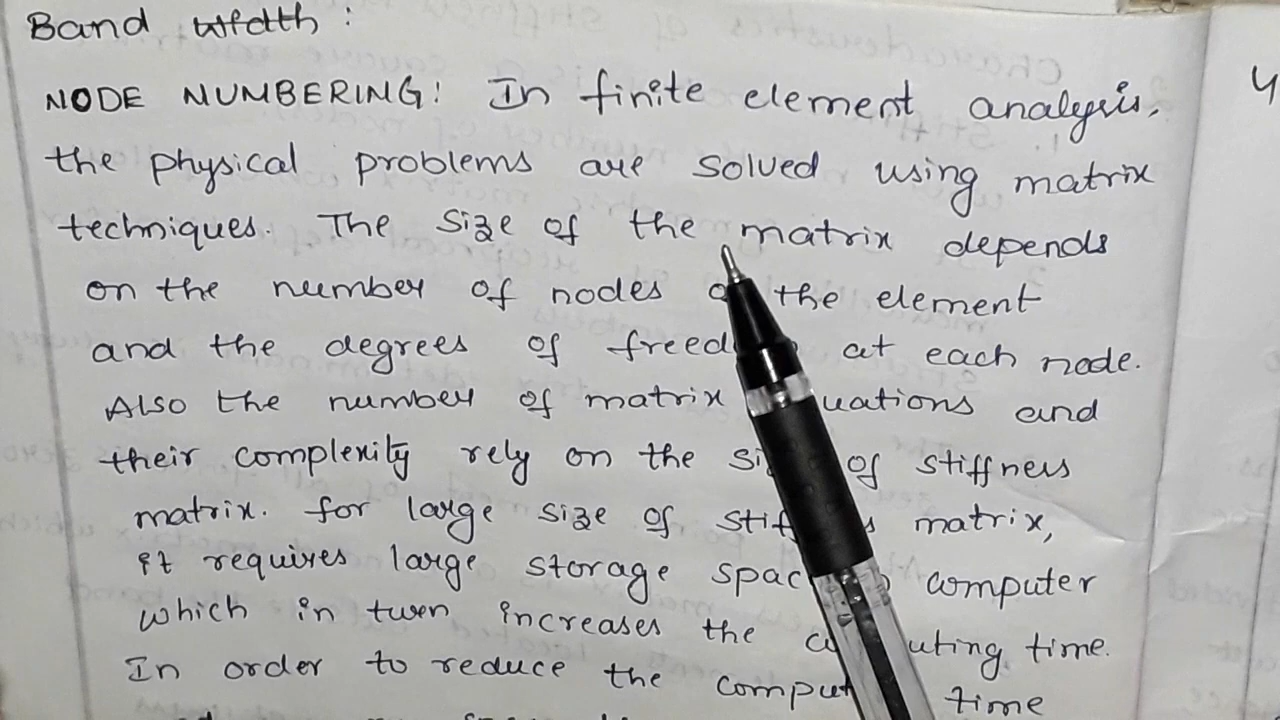 Band width :
NODE NUMBERING: In finite element analysis,
the physical problems are solved using matrix
techniques. The size of the matrix depends
on the number of nodes the element
and the degrees of at each node.
Also the number of matrix and
their complexity rely on the of stiffness
matrix. for large size of matrix,
it requires large storage computer
which in turn increases the time.
In order to reduce the time